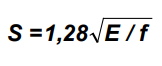 S =1,28√E / f